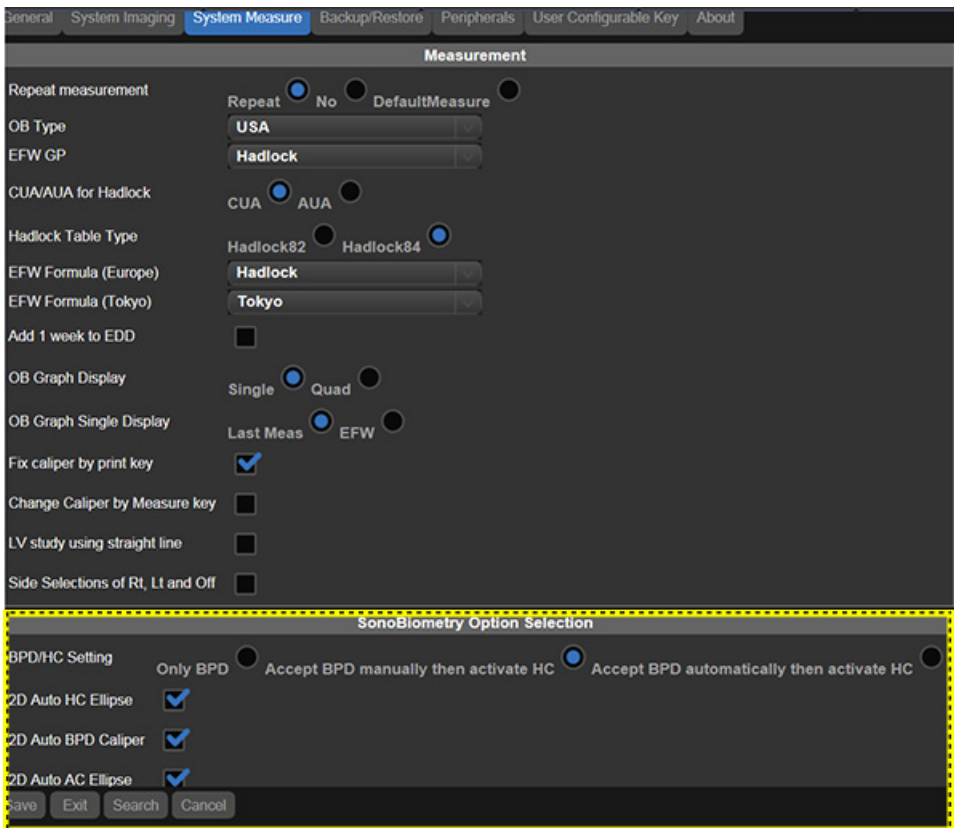 General System Imaging System Measure Backup/Restore Peripherals User Configurable Key About
Measurement
Repeat measurement Repeat No DefaultMeasure
OB Type USA
EFW GP Hadlock
CUA/AUA for Hadlock CUA AUA
Hadlock Table Type Hadlock82 Hadlock84
EFW Formula (Europe) Hadlock
EFW Formula (Tokyo) Tokyo
Add 1 week to EDD
OB Graph Display Single Quad
OB Graph Single Display Last Meas EFW
Fix caliper by print key
Change Caliper by Measure key
LV study using straight line
Side Selections of Rt, Lt and Off
SonoBiometry Option Selection
BPD/HC Setting Only BPD Accept BPD manually then activate HC Accept BPD automatically then activate HC
2D Auto HC Ellipse
2D Auto BPD Caliper
2D Auto AC Ellipse
Save Exit Search Cancel